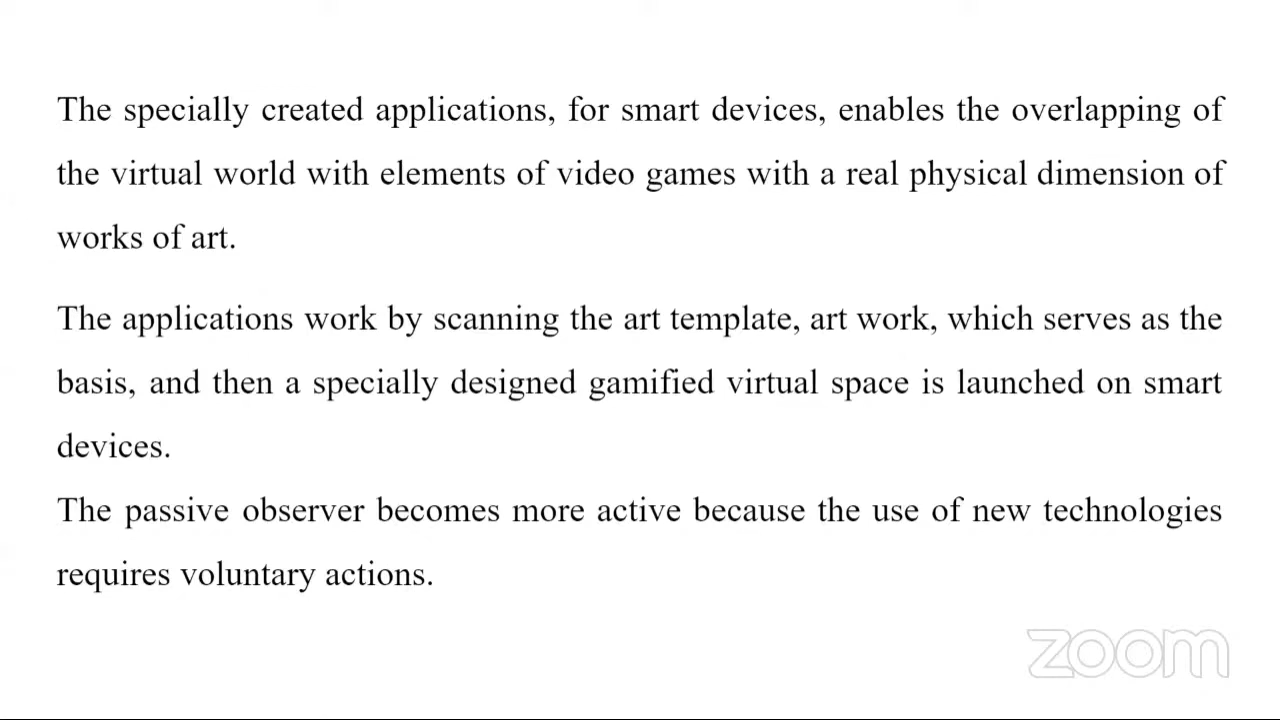 The specially created applications, for smart devices, enables the overlapping of
the virtual world with elements of video games with a real physical dimension of
works of art.
The applications work by scanning the art template, art work, which serves as the
basis, and then a specially designed gamified virtual space is launched on smart
devices.
The passive observer becomes more active because the use of new technologies
requires voluntary actions.
zoom